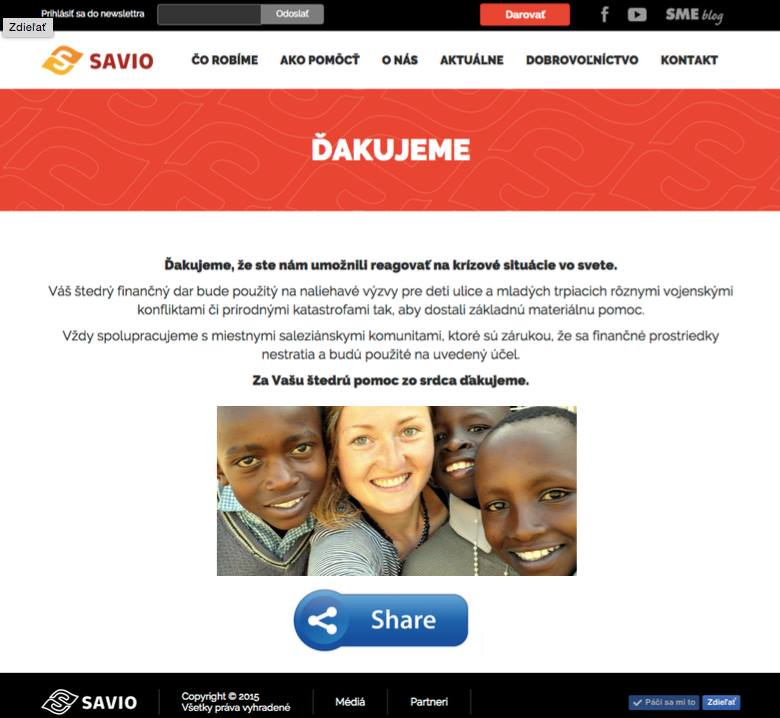 Prihlásiť sa do newslettra
Odoslať
Darovať
SME blog
Zdieľať
SAVIO
ČO ROBÍME
AKO POMÔCŤ
O NÁS
AKTUÁLNE
DOBROVOĽNÍCTVO
KONTAKT
ĎAKUJEME
Ďakujeme, že ste nám umožnili reagovať na krízové situácie vo svete.
Váš štedrý finančný dar bude použitý na naliehavé výzvy pre deti ulice a mladých trpiacich rôznymi vojenskými
konfliktami či prírodnými katastrofami tak, aby dostali základnú materiálnu pomoc.
Vždy spolupracujeme s miestnymi saleziánskymi komunitami, ktoré sú zárukou, že sa finančné prostriedky
nestratia a budú použité na uvedený účel.
Za Vašu štedrú pomoc zo srdca ďakujeme.
Share
SAVIO
Copyright © 2015
Všetky práva vyhradené
Médiá
Partneri
Páči sa mi to
Zdieľať